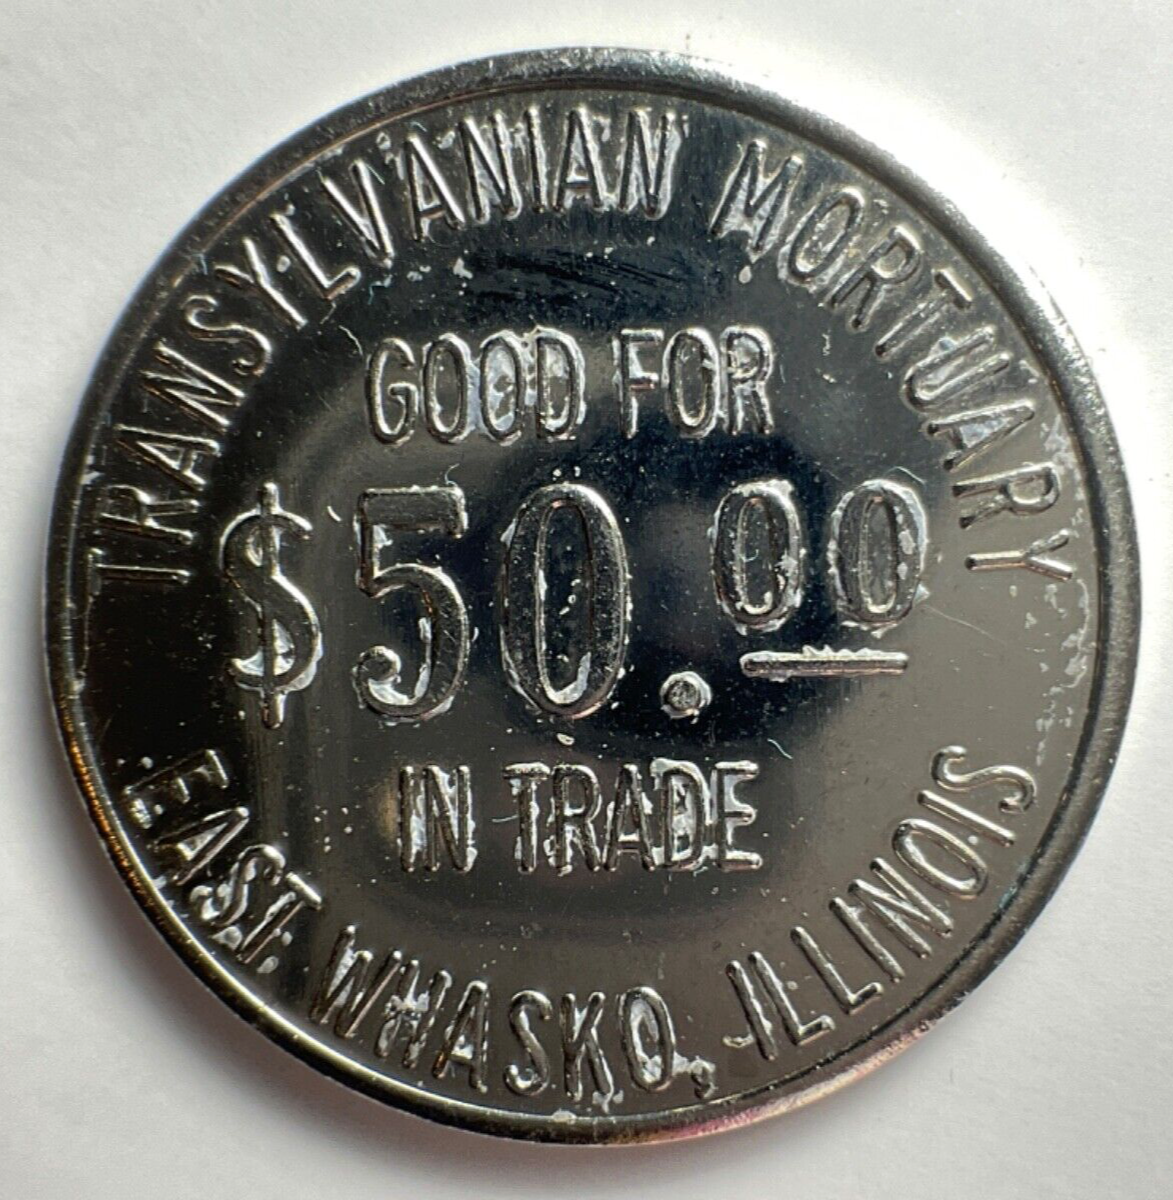 TRANSYLVANIAN MORTUARY
GOOD FOR
$50.00
IN TRADE
EAST WHASKO, ILLINOIS